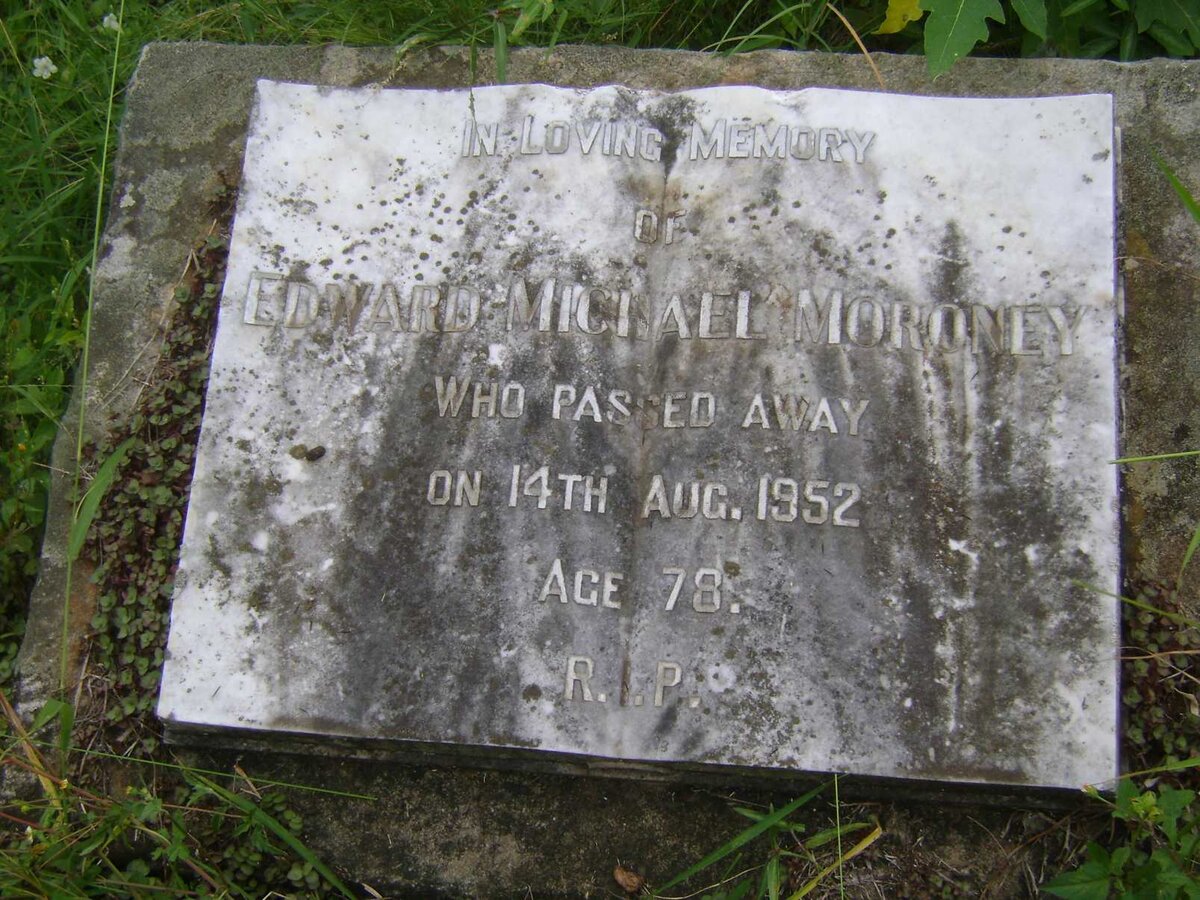 IN LOVING MEMORY
OF
EDWARD MICHAEL MORONEY
WHO PASSED AWAY
ON 14TH AUG. 1952
AGE 78.
R.I.P.